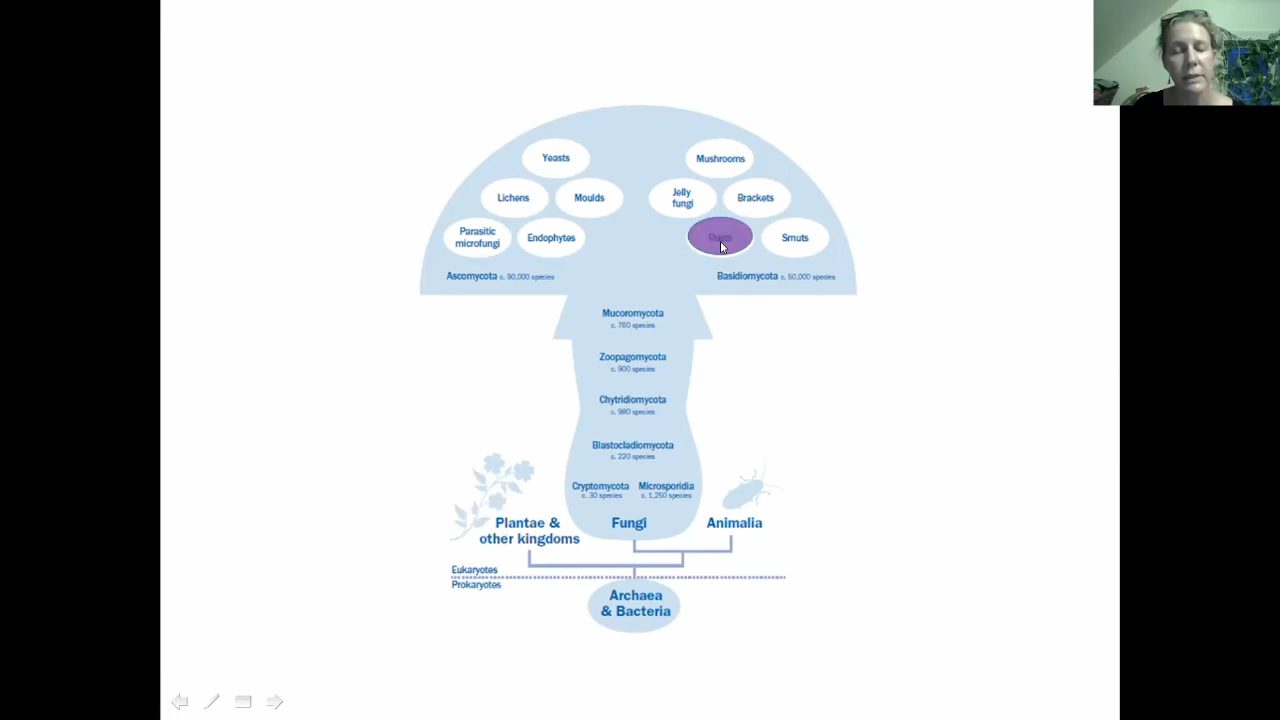 Yeasts
Mushrooms
Lichens
Moulds
Jelly
fungi
Brackets
Parasitic
microfungi
Endophytes
Rusts
Smuts
Ascomycota c. 90,000 species
Basidiomycota c. 50,000 species
Mucoromycota
c. 760 species
Zoopagomycota
c. 900 species
Chytridiomycota
c. 980 species
Blastocladiomycota
c. 220 species
Cryptomycota
c. 30 species
Microsporidia
c. 1,250 species
Plantae &
other kingdoms
Fungi
Animalia
Eukaryotes
Prokaryotes
Archaea
& Bacteria